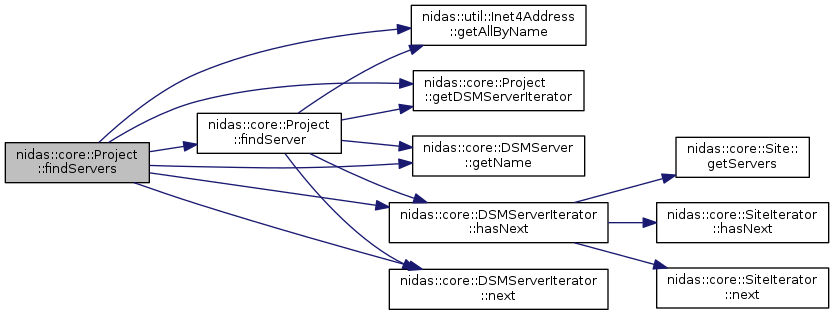 nidas::core::Project
::findServers
nidas::core::Project
::findServer
nidas::util::Inet4Address
::getAllByName
nidas::core::Project
::getDSMServerIterator
nidas::core::DSMServer
::getName
nidas::core::DSMServerIterator
::hasNext
nidas::core::DSMServerIterator
::next
nidas::core::Site::
getServers
nidas::core::SiteIterator
::hasNext
nidas::core::SiteIterator
::next